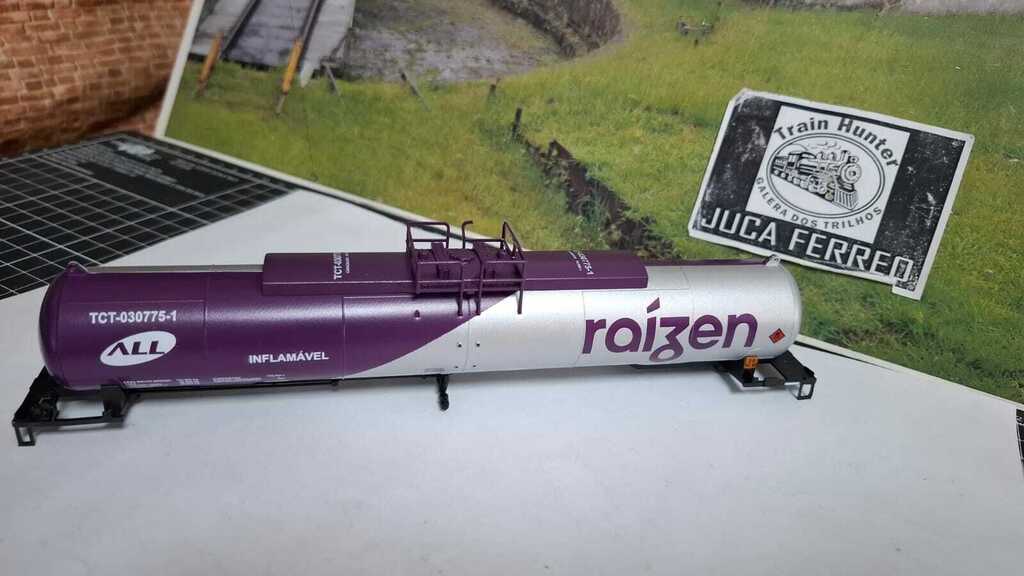 TCT-030775-1
ALL
INFLAMÁVEL
raízen
Train Hunter
GALERA DOS TRILHOS
JUCA FERREO